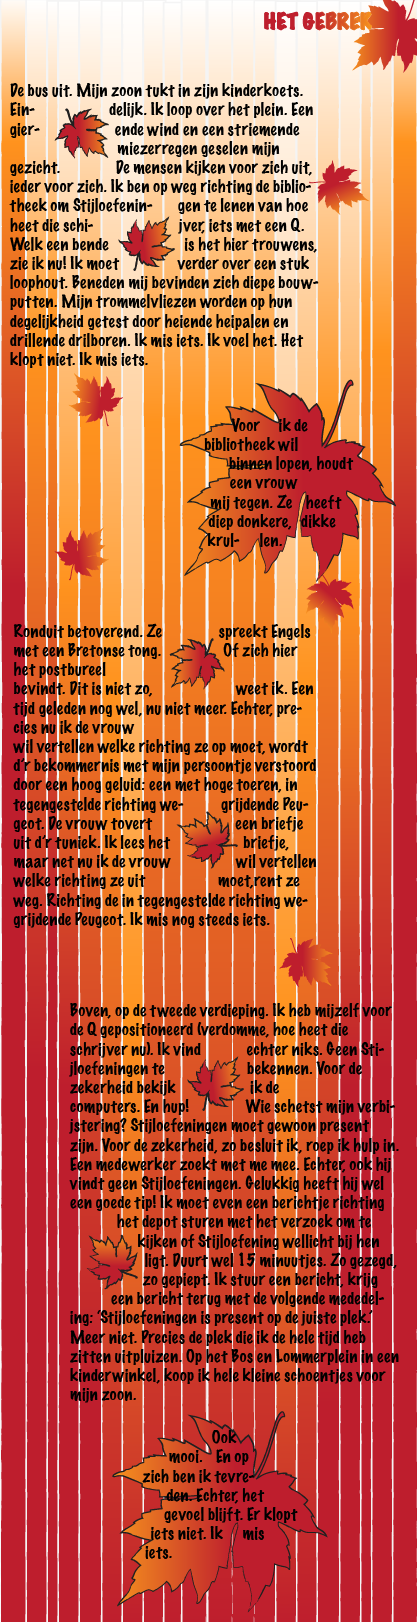 HET GEBREK
De bus uit. Mijn zoon tukt in zijn kinderkoets.
Ein- delijk. Ik loop over het plein. Een
gier- ende wind en een striemende
miezerregen geselen mijn
gezicht. De mensen kijken voor zich uit,
ieder voor zich. Ik ben op weg richting de biblio-
theek om Stijloefenin- gen te lenen van hoe
heet die schi- jver, iets met een Q.
Welk een bende is het hier trouwens,
zie ik nu! Ik moet verder over een stuk
loophout. Beneden mij bevinden zich diepe bouw-
putten. Mijn trommelvliezen worden op hun
degelijkheid getest door heiende heipalen en
drillende drilboren. Ik mis iets. Ik voel het. Het
klopt niet. Ik mis iets.
Voor ik de
bibliotheek wil
binnen lopen, houdt
een vrouw
mij tegen. Ze heeft
diep donkere, dikke
krul- len.
Ronduit betoverend. Ze spreekt Engels
met een Bretonse tong. Of zich hier
het postbureel
bevindt. Dit is niet zo, weet ik. Een
tijd geleden nog wel, nu niet meer. Echter, pre-
cies nu ik de vrouw
wil vertellen welke richting ze op moet, wordt
d'r bekommernis met mijn persoontje verstoord
door een hoog geluid: een met hoge toeren, in
tegengestelde richting we- grijdende Peu-
geot. De vrouw tovert een briefje
uit d'r tuniek. Ik lees het briefje,
maar net nu ik de vrouw wil vertellen
welke richting ze uit moet,rent ze
weg. Richting de in tegengestelde richting we-
grijdende Peugeot. Ik mis nog steeds iets.
Boven, op de tweede verdieping. Ik heb mijzelf voor
de Q gepositioneerd (verdomme, hoe heet die
schrijver nu). Ik vind echter niks. Geen Sti-
jloefeningen te bekennen. Voor de
zekerheid bekijk ik de
computers. En hup! Wie schetst mijn verbi-
jstering? Stijloefeningen moet gewoon present
zijn. Voor de zekerheid, zo besluit ik, roep ik hulp in.
Een medewerker zoekt met me mee. Echter, ook hij
vindt geen Stijloefeningen. Gelukkig heeft hij wel
een goede tip! Ik moet even een berichtje richting
het depot sturen met het verzoek om te
kijken of Stijloefening wellicht bij hen
ligt. Duurt wel 15 minuutjes. Zo gezegd,
zo gepiept. Ik stuur een bericht, krijg
een bericht terug met de volgende mededel-
ing: 'Stijloefeningen is present op de juiste plek.'
Meer niet. Precies de plek die ik de hele tijd heb
zitten uitpluizen. Op het Bos en Lommerplein in een
kinderwinkel, koop ik hele kleine schoentjes voor
mijn zoon.
Ook
mooi. En op
zich ben ik tevre-
den. Echter, het
gevoel blijft. Er klopt
iets niet. Ik mis
iets.